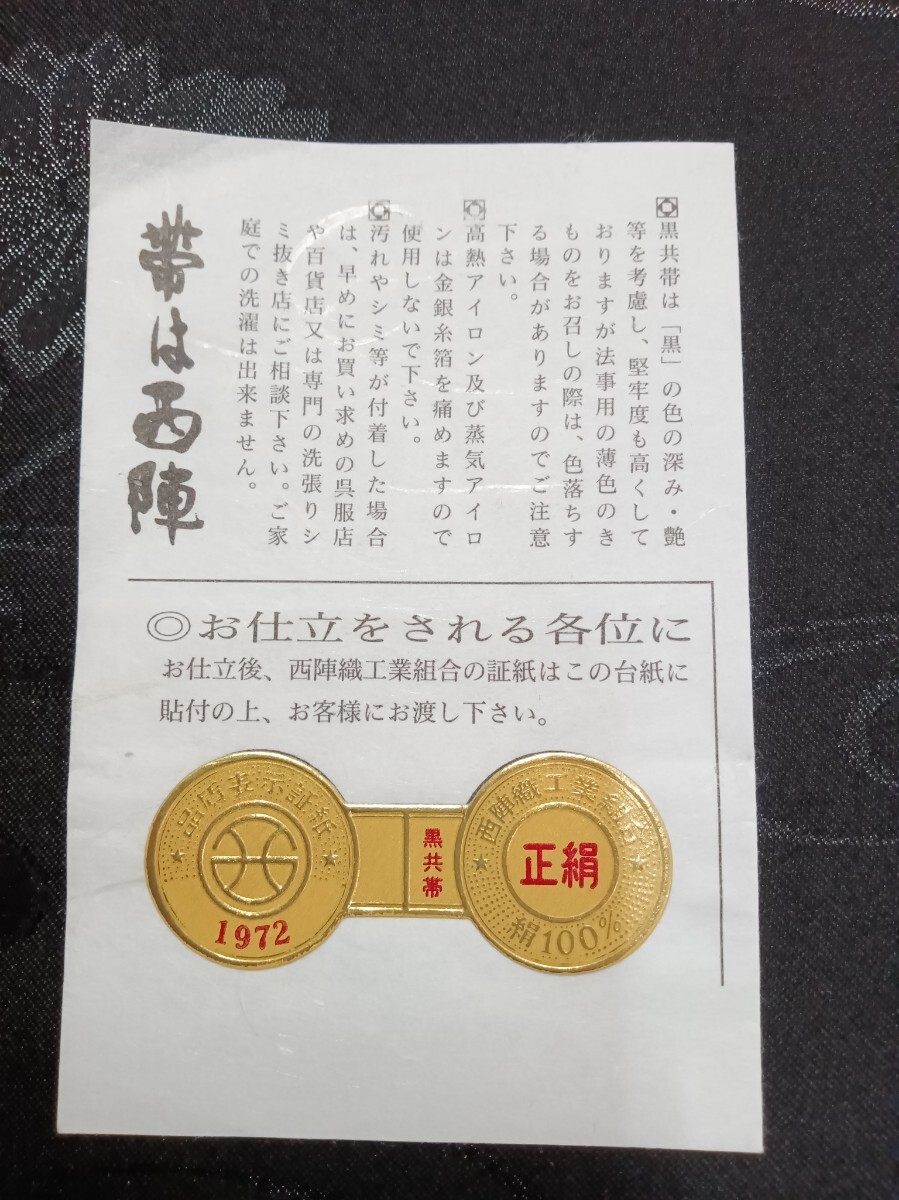 黒共帯は「黒」の色の深み・艶
等を考慮し、堅牢度も高くして
おりますが法事用の薄色のき
ものをお召しの際は、色落ちす
る場合がありますのでご注意
下さい。
高熱アイロン及び蒸気アイロ
ンは金銀糸箔を痛めますので
使用しないで下さい。
汚れやシミ等が付着した場合
は、早めにお買い求めの呉服店
や百貨店又は専門の洗張りシ
ミ抜き店にご相談下さい。ご家
庭での洗濯は出来ません。
帯は西陣
◎お仕立をされる各位に
お仕立後、西陣織工業組合の証紙はこの台紙に
貼付の上、お客様にお渡し下さい。
品質表示証紙
1972
黒共帯
西陣織工業組合
正絹
絹100%